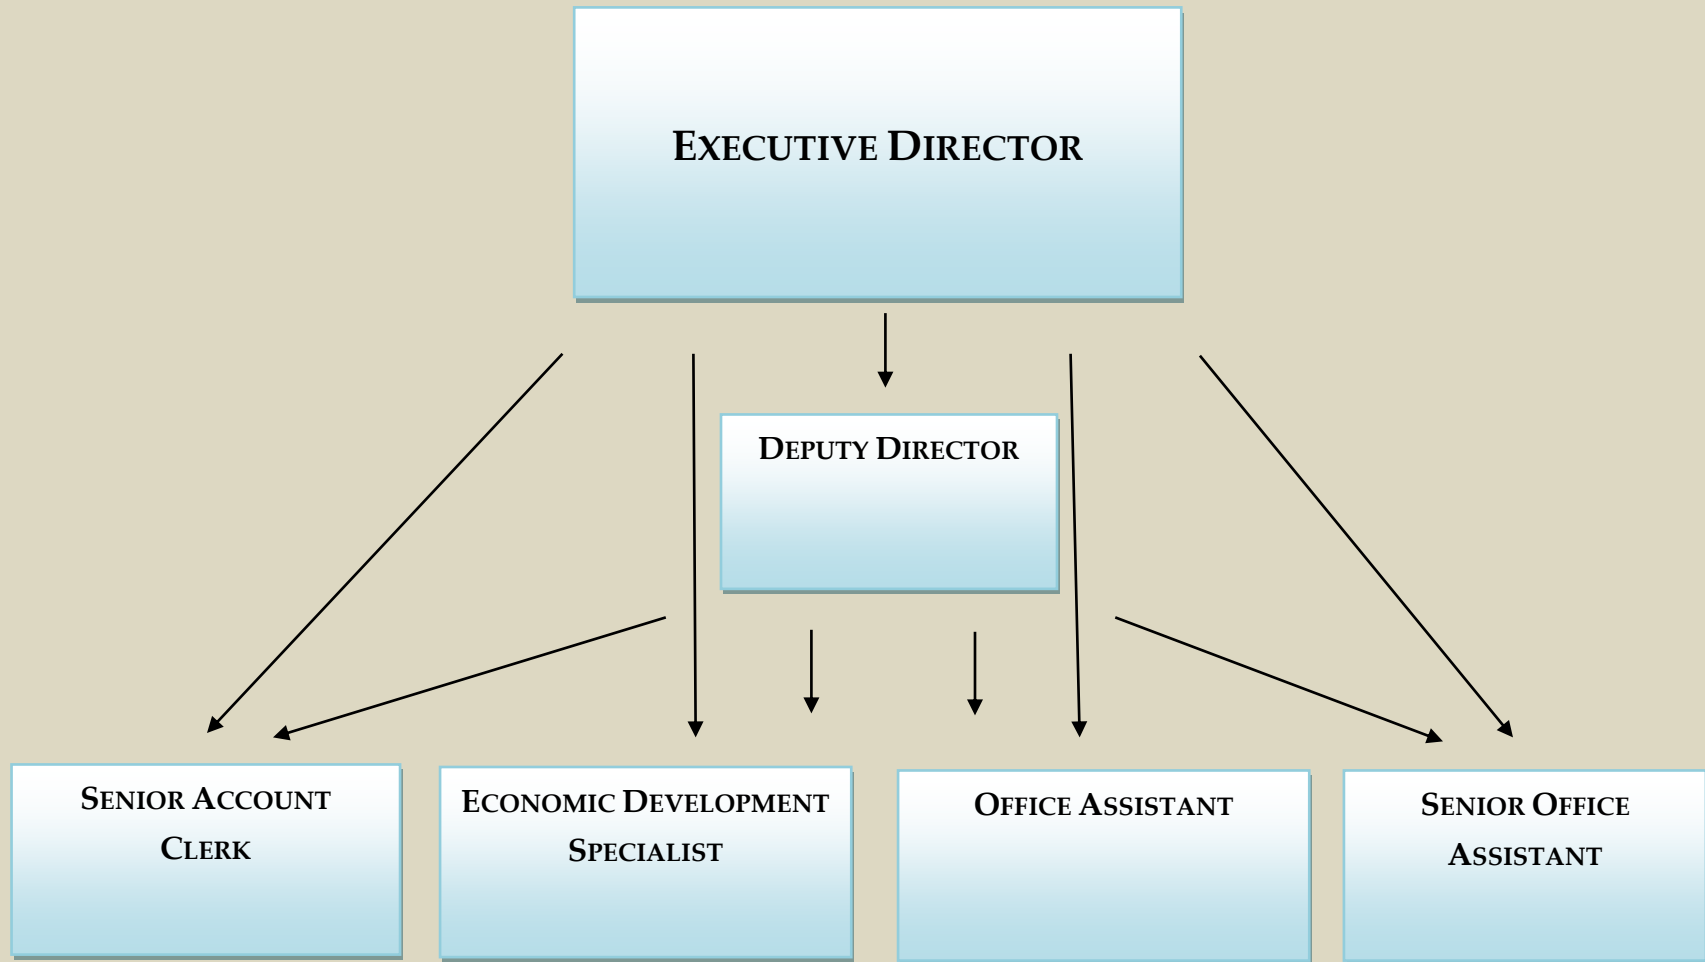 EXECUTIVE DIRECTOR
DEPUTY DIRECTOR
SENIOR ACCOUNT
CLERK
ECONOMIC DEVELOPMENT
SPECIALIST
OFFICE ASSISTANT
SENIOR OFFICE
ASSISTANT